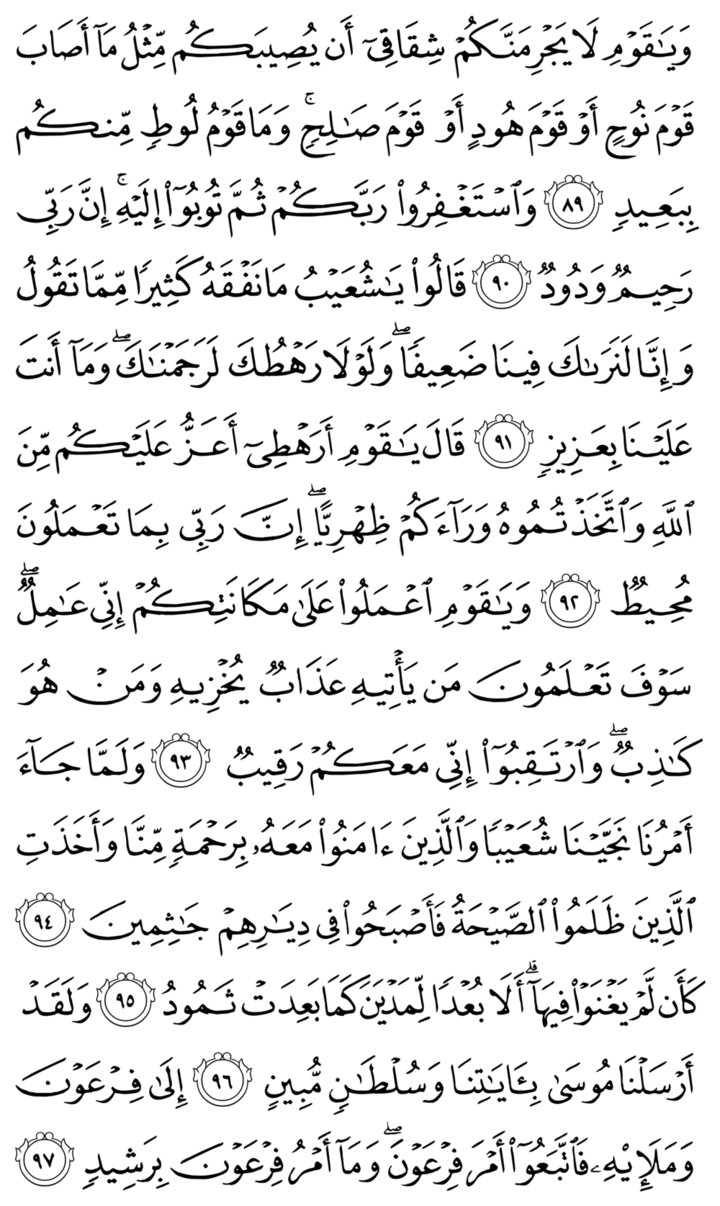 وَيَـٰقَوْمِ لَا يَجْرِمَنَّكُمْ شِقَاقِىٓ أَن يُصِيبَكُم مِّثْلُ مَآ أَصَابَ
قَوْمَ نُوحٍ أَوْ قَوْمَ هُودٍ أَوْ قَوْمَ صَـٰلِحٍ ۚ وَمَا قَوْمُ لُوطٍ مِّنكُم
بِبَعِيدٍ ٨٩ وَٱسْتَغْفِرُوا۟ رَبَّكُمْ ثُمَّ تُوبُوٓا۟ إِلَيْهِ ۚ إِنَّ رَبِّى
رَحِيمٌ وَدُودٌ ٩٠ قَالُوا۟ يَـٰشُعَيْبُ مَا نَفْقَهُ كَثِيرًا مِّمَّا تَقُولُ
وَإِنَّا لَنَرَىٰكَ فِينَا ضَعِيفًا ۖ وَلَوْلَا رَهْطُكَ لَرَجَمْنَـٰكَ ۖ وَمَآ أَنتَ
عَلَيْنَا بِعَزِيزٍ ٩١ قَالَ يَـٰقَوْمِ أَرَهْطِىٓ أَعَزُّ عَلَيْكُم مِّنَ
ٱللَّهِ وَٱتَّخَذْتُمُوهُ وَرَآءَكُمْ ظِهْرِيًّا ۖ إِنَّ رَبِّى بِمَا تَعْمَلُونَ
مُحِيطٌ ٩٢ وَيَـٰقَوْمِ ٱعْمَلُوا۟ عَلَىٰ مَكَانَتِكُمْ إِنِّى عَـٰمِلٌ ۖ
سَوْفَ تَعْلَمُونَ مَن يَأْتِيهِ عَذَابٌ يُخْزِيهِ وَمَنْ هُوَ
كَـٰذِبٌ ۖ وَٱرْتَقِبُوٓا۟ إِنِّى مَعَكُمْ رَقِيبٌ ٩٣ وَلَمَّا جَآءَ
أَمْرُنَا نَجَّيْنَا شُعَيْبًا وَٱلَّذِينَ ءَامَنُوا۟ مَعَهُۥ بِرَحْمَةٍ مِّنَّا وَأَخَذَتِ
ٱلَّذِينَ ظَلَمُوا۟ ٱلصَّيْحَةُ فَأَصْبَحُوا۟ فِى دِيَـٰرِهِمْ جَـٰثِمِينَ ٩٤
كَأَن لَّمْ يَغْنَوْا۟ فِيهَآ ۗ أَلَا بُعْدًا لِّمَدْيَنَ كَمَا بَعِدَتْ ثَمُودُ ٩٥ وَلَقَدْ
أَرْسَلْنَا مُوسَىٰ بِـَٔايَـٰتِنَا وَسُلْطَـٰنٍ مُّبِينٍ ٩٦ إِلَىٰ فِرْعَوْنَ
وَمَلَإِي۟هِۦ فَٱتَّبَعُوٓا۟ أَمْرَ فِرْعَوْنَ ۖ وَمَآ أَمْرُ فِرْعَوْنَ بِرَشِيدٍ ٩٧